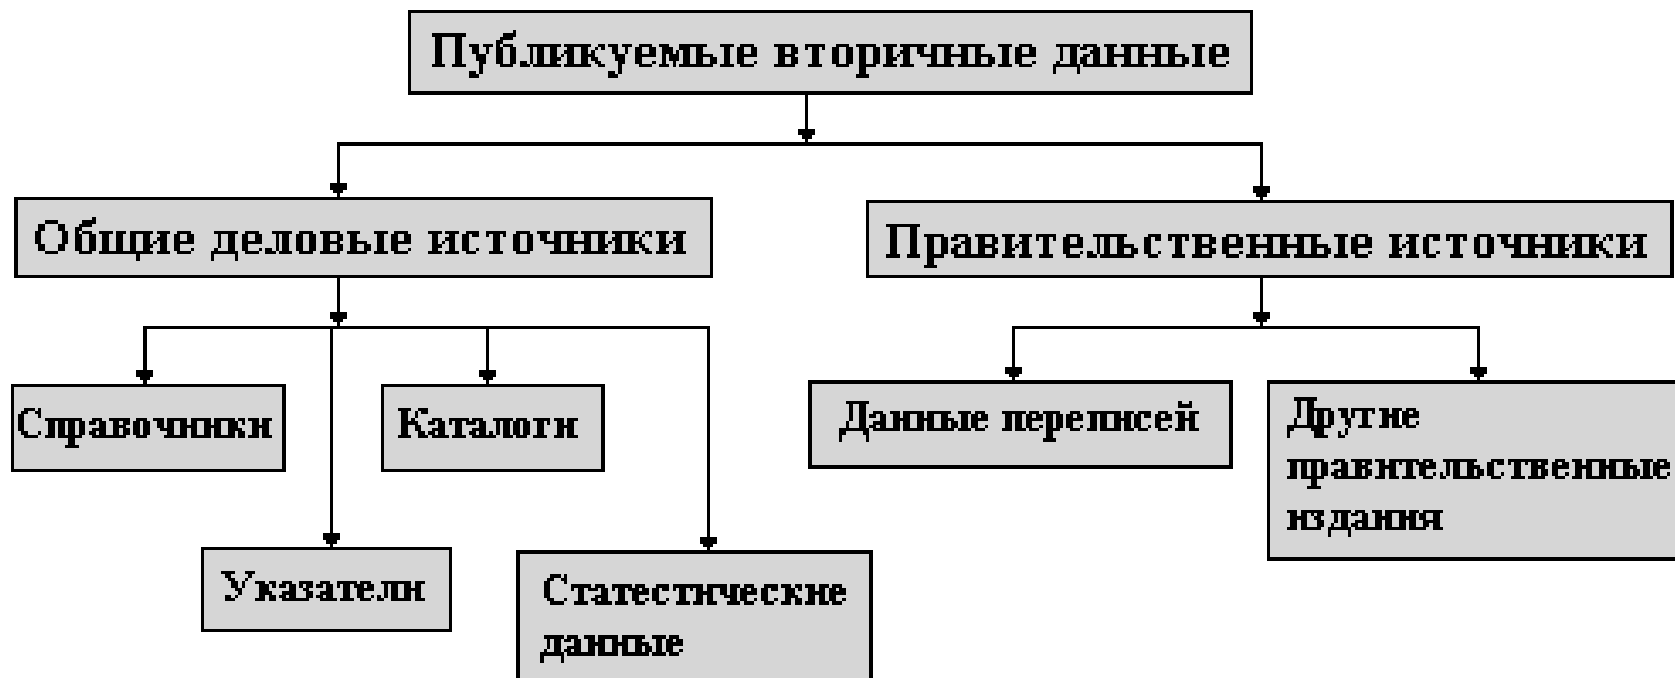 Публикуемые вторичные данные
Общие деловые источники
Правительственные источники
Справочники
Каталоги
Данные переписей
Другие
правительственные
издания
Указатели
Статестические
данные